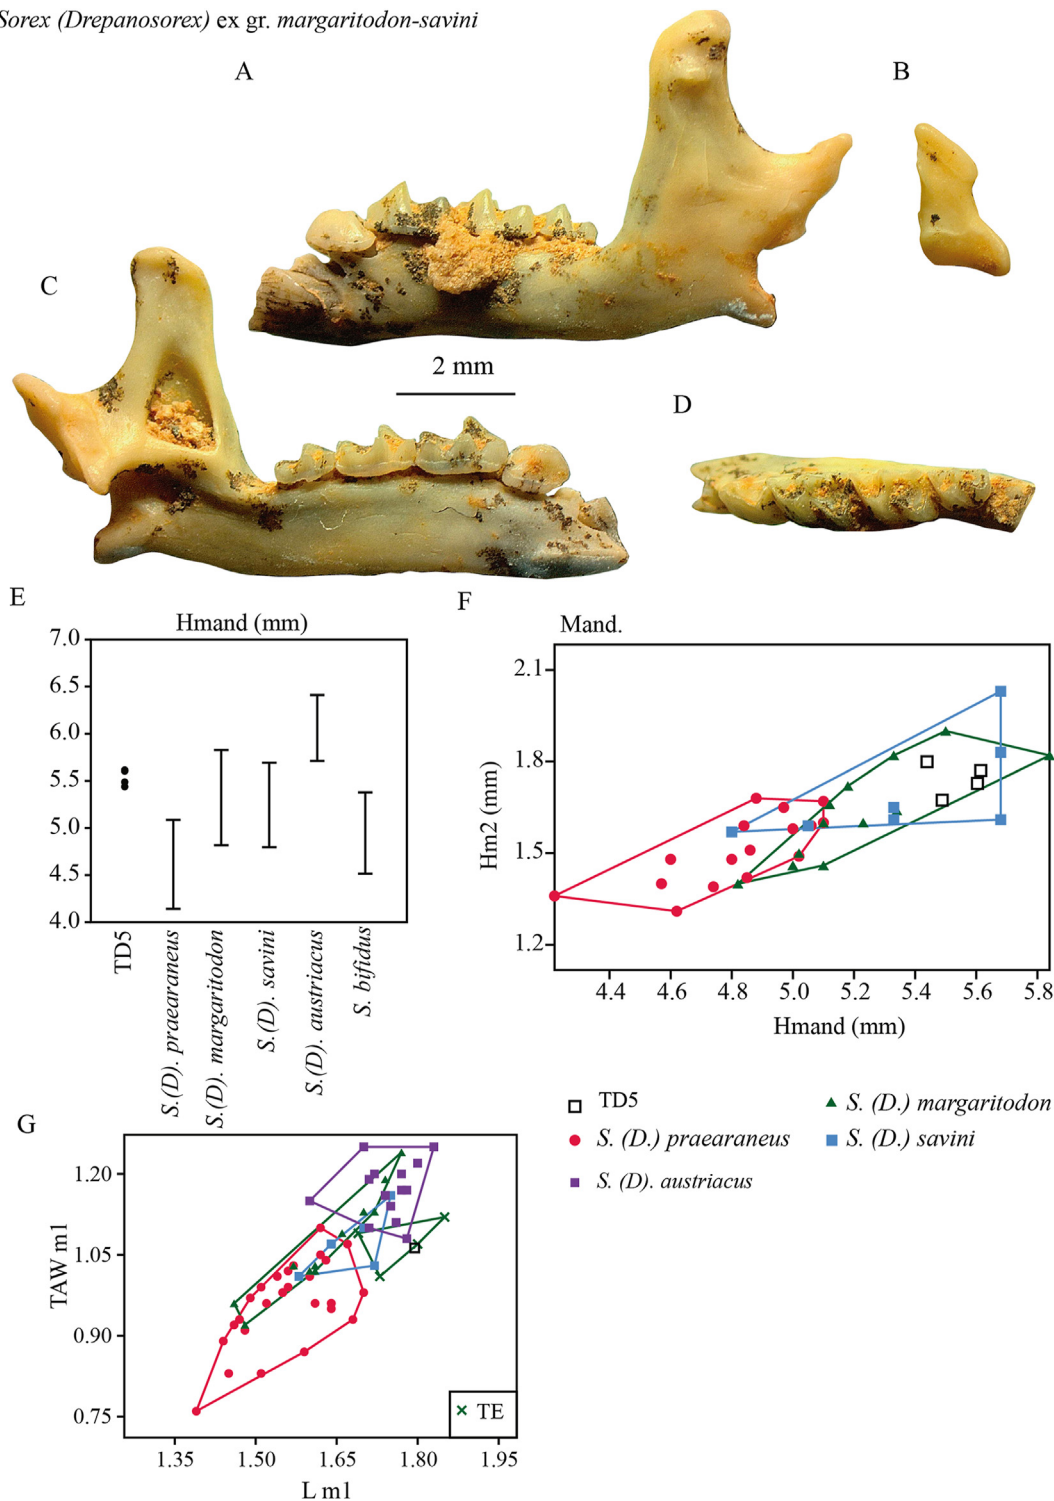 Sorex (Drepanosorex) ex gr. margaritodon-savini
A
B
C
2 mm
D
E
Hmand (mm)
7.0
6.5
6.0
5.5
5.0
4.5
4.0
TD5
S.(D). praearaneus
S.(D). margaritodon
S.(D). savini
S.(D). austriacus
S. bifidus
F
Mand.
Hm2 (mm)
2.1
1.8
1.5
1.2
4.4 4.6 4.8 5.0 5.2 5.4 5.6 5.8
Hmand (mm)
TD5
S. (D.) margaritodon
S. (D.) praearaneus
S. (D.) savini
S. (D). austriacus
G
TAW m1
1.20
1.05
0.90
0.75
TE
1.35 1.50 1.65 1.80 1.95
L m1